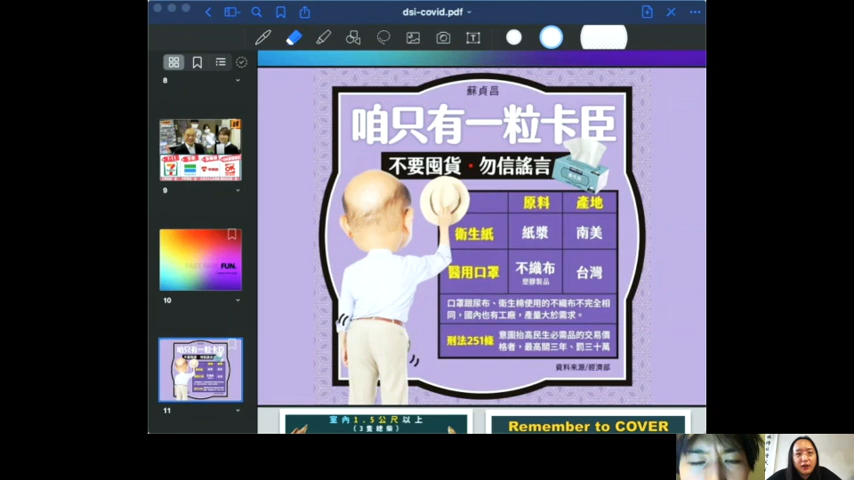 dsi-covid.pdf
8
9
10
11
FUN.
蘇貞昌
咱只有一粒卡臣
不要囤貨・勿信謠言
原料 產地
衛生紙 紙漿 南美
醫用口罩 不織布 台灣
塑膠製品
口罩跟尿布、衛生棉使用的不織布不完全相
同，國內也有工廠，產量大於需求。
刑法251條 意圖抬高民生必需品的交易價
格者，最高關三年、罰三十萬
資料來源/經濟部
室內1.5公尺以上
(3隻總柴)
Remember to COVER